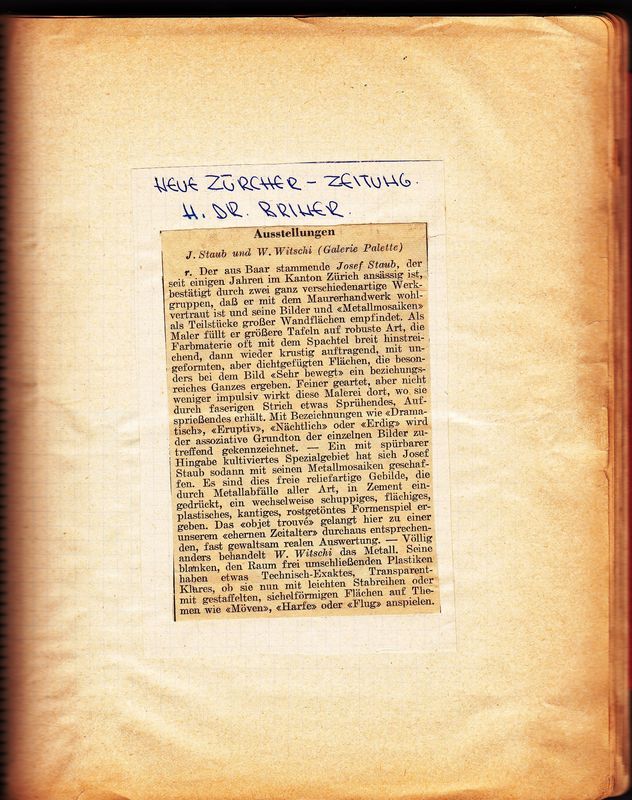 NEUE ZÜRCHER - ZEITUNG.
H. DR. BRINER.
Ausstellungen
J. Staub und W. Witschi (Galerie Palette)
r. Der aus Baar stammende Josef Staub, der
seit einigen Jahren im Kanton Zürich ansässig ist,
bestätigt durch zwei ganz verschiedenartige Werk-
gruppen, daß er mit dem Maurerhandwerk wohl-
vertraut ist und seine Bilder und «Metallmosaiken»
als Teilstücke großer Wandflächen empfindet. Als
Maler füllt er größere Tafeln auf robuste Art, die
Farbmaterie oft mit dem Spachtel breit hinstrei-
chend, dann wieder krustig auftragend, mit un-
geformten, aber dichtgefügten Flächen, die beson-
ders bei dem Bild «Sehr bewegt» ein beziehungs-
reiches Ganzes ergeben. Feiner geartet, aber nicht
weniger impulsiv wirkt diese Malerei dort, wo sie
durch faserigen Strich etwas Sprühendes, Auf-
sprießendes erhält. Mit Bezeichnungen wie «Drama-
tisch», «Eruptiv», «Nächtlich» oder «Erdig» wird
der assoziative Grundton der einzelnen Bilder zu-
treffend gekennzeichnet. — Ein mit spürbarer
Hingabe kultiviertes Spezialgebiet hat sich Josef
Staub sodann mit seinen Metallmosaiken geschaf-
fen. Es sind dies freie reliefartige Gebilde, die
durch Metallabfälle aller Art, in Zement ein-
gedrückt, ein wechselweise schuppiges, flächiges,
plastisches, kantiges, rostgetöntes Formenspiel er-
geben. Das «objet trouvé» gelangt hier zu einer
unserem «ehernen Zeitalter» durchaus entsprechen-
den, fast gewaltsam realen Auswertung. — Völlig
anders behandelt W. Witschi das Metall. Seine
blanken, den Raum frei umschließenden Plastiken
haben etwas Technisch-Exaktes, Transparent-
Klares, ob sie nun mit leichten Stabreihen oder
mit gestaffelten, sichelförmigen Flächen auf The-
men wie «Möven», «Harfe» oder «Flug» anspielen.